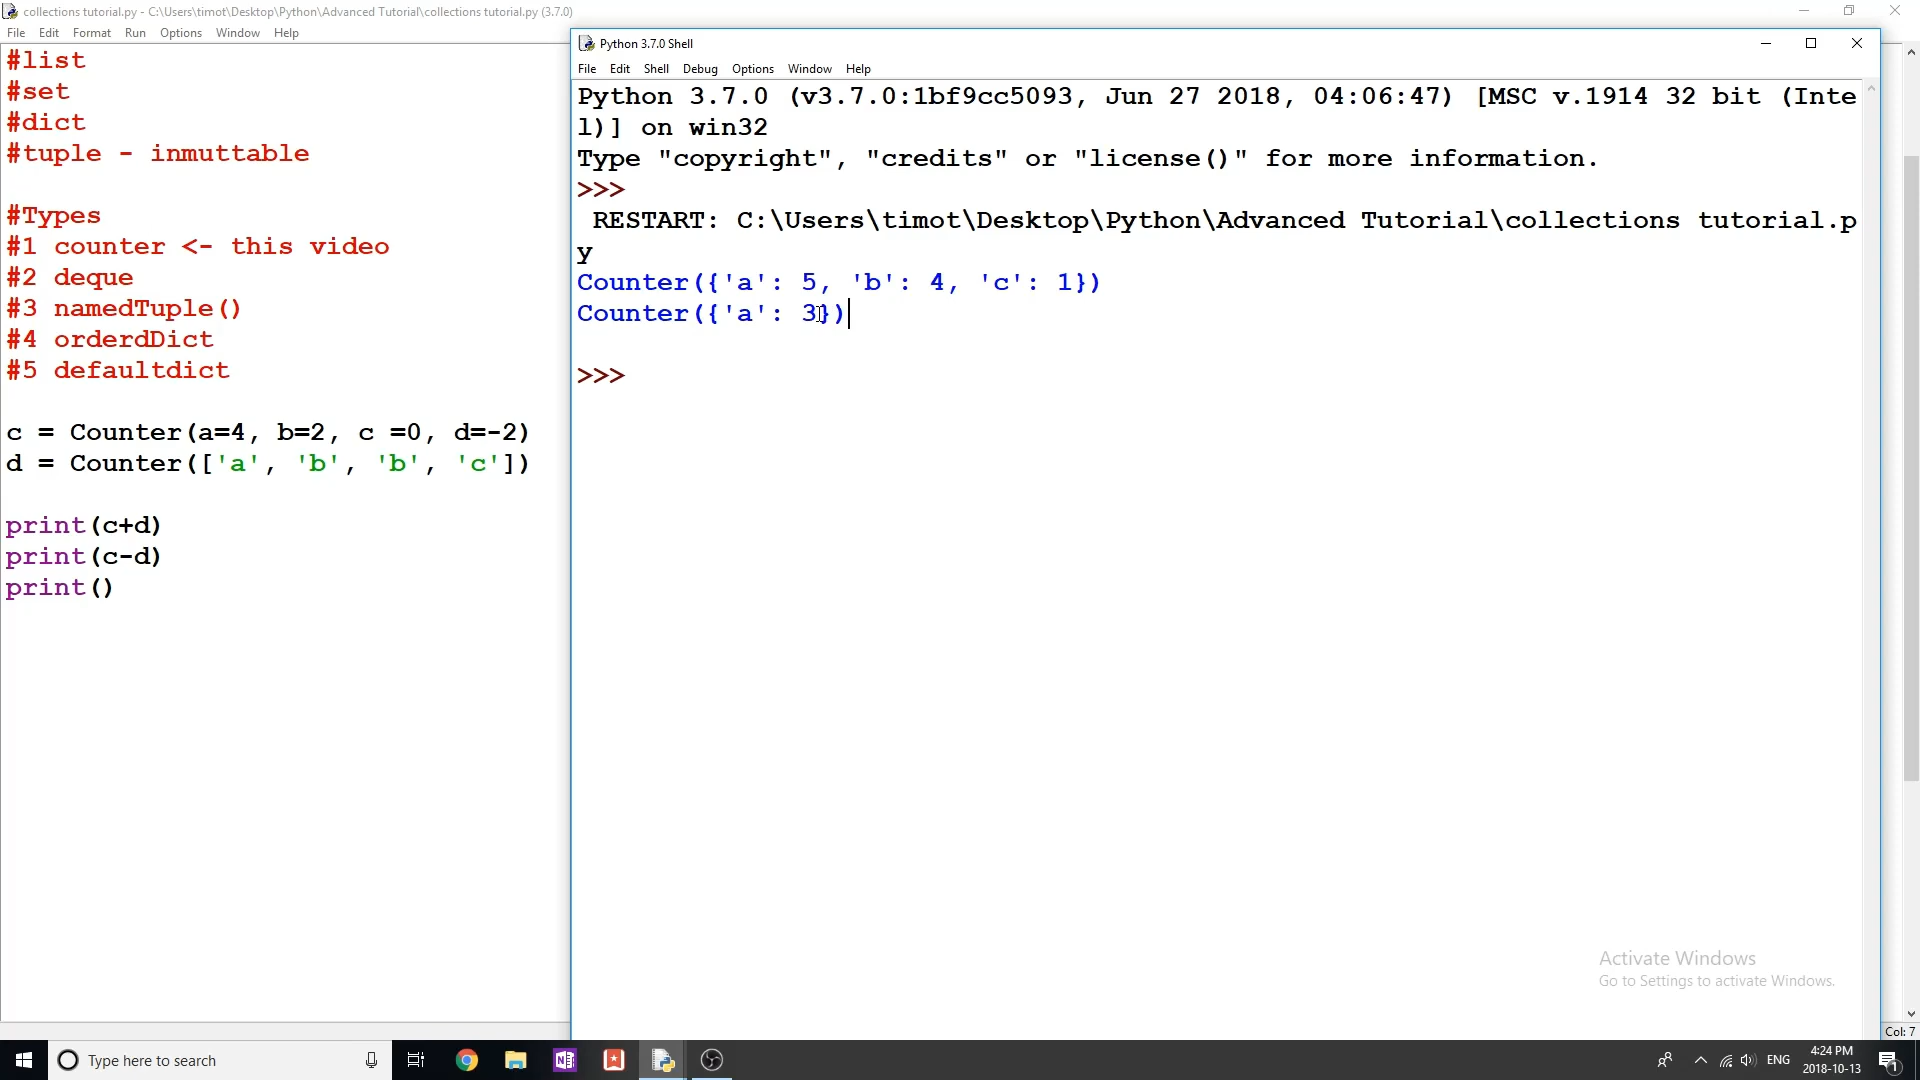 collections tutorial.py - C:\Users\timot\Desktop\Python\Advanced Tutorial\collections tutorial.py (3.7.0)
File Edit Format Run Options Window Help
#list
#set
#dict
#tuple - inmuttable
#Types
#1 counter <- this video
#2 deque
#3 namedTuple()
#4 orderdDict
#5 defaultdict
c = Counter(a=4, b=2, c =0, d=-2)
d = Counter(['a', 'b', 'b', 'c'])
print(c+d)
print(c-d)
print()
Python 3.7.0 Shell
File Edit Shell Debug Options Window Help
Python 3.7.0 (v3.7.0:1bf9cc5093, Jun 27 2018, 04:06:47) [MSC v.1914 32 bit (Inte
l)] on win32
Type "copyright", "credits" or "license()" for more information.
>>>
RESTART: C:\Users\timot\Desktop\Python\Advanced Tutorial\collections tutorial.p
y
Counter({'a': 5, 'b': 4, 'c': 1})
Counter({'a': 3})
>>>
Activate Windows
Go to Settings to activate Windows.
Col: 7
Type here to search
ENG
4:24 PM
2018-10-13
1